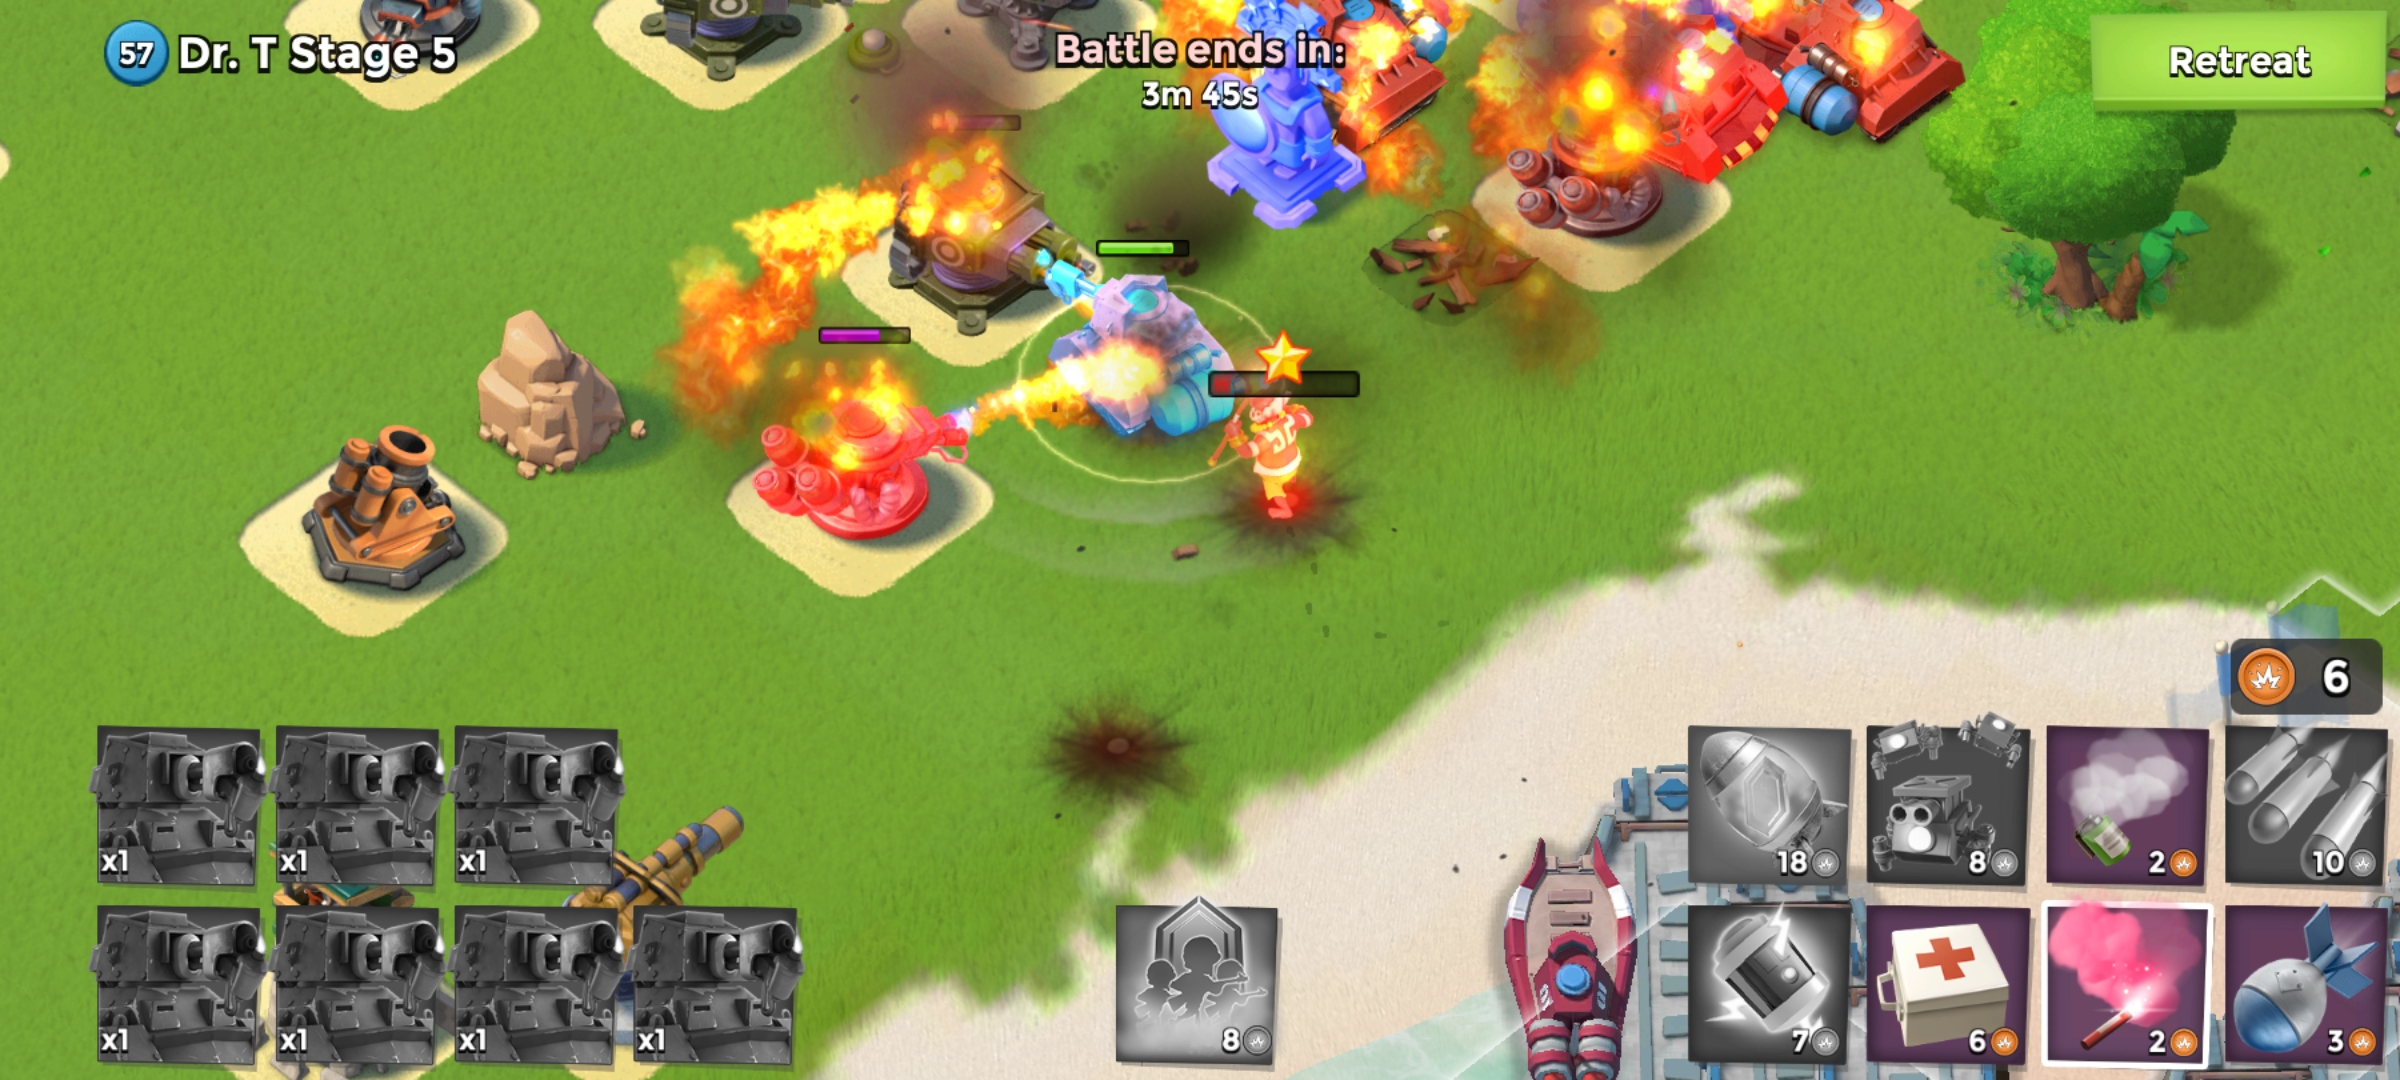 57 Dr. T Stage 5
Battle ends in:
3m 45s
Retreat
6
x1 x1 x1
18 8 2 10
x1 x1 x1 x1
8
7 6 2 3